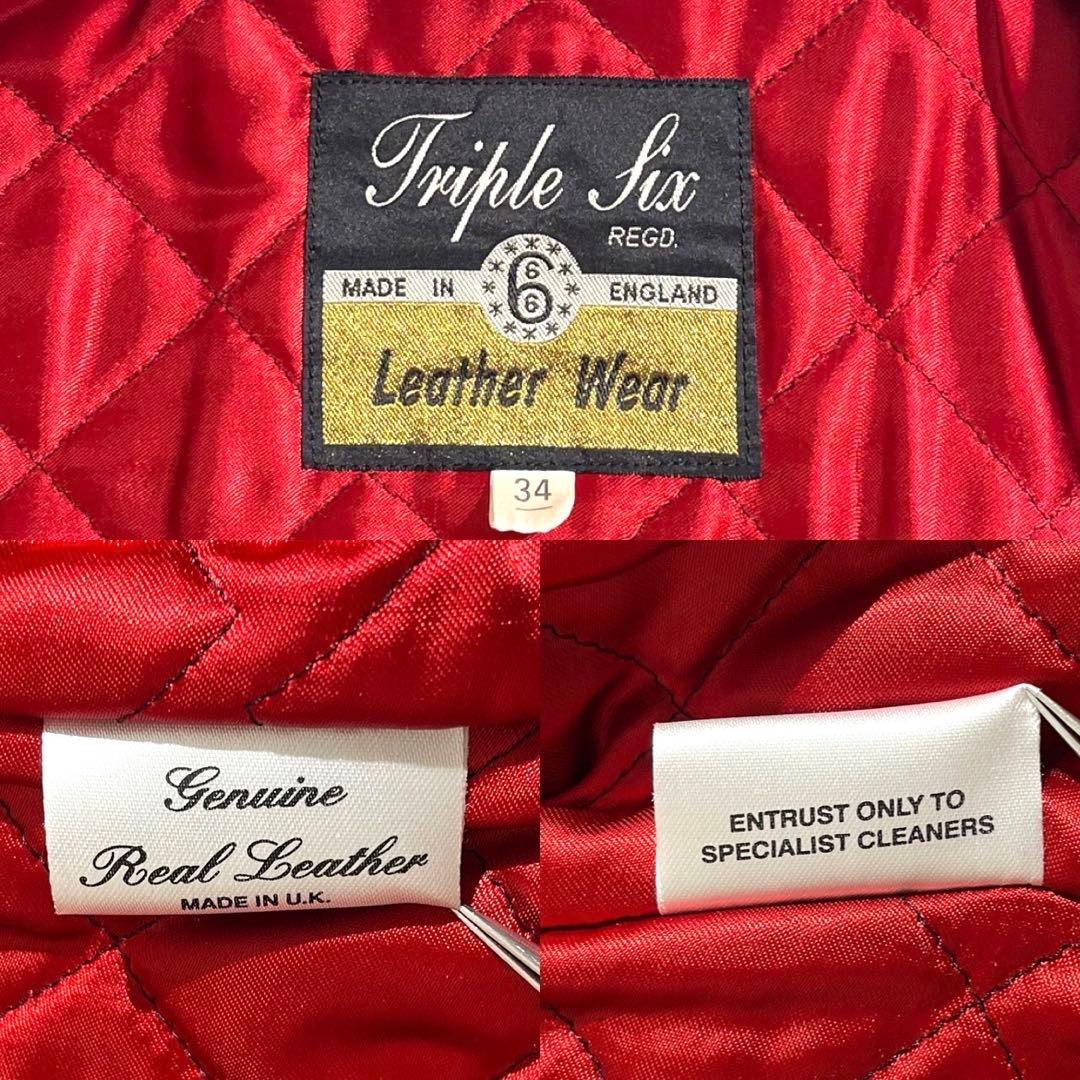 Triple Six
REGD.
MADE IN 6 6 6 ENGLAND
Leather Wear
34
Genuine
Real Leather
MADE IN U.K.
ENTRUST ONLY TO
SPECIALIST CLEANERS